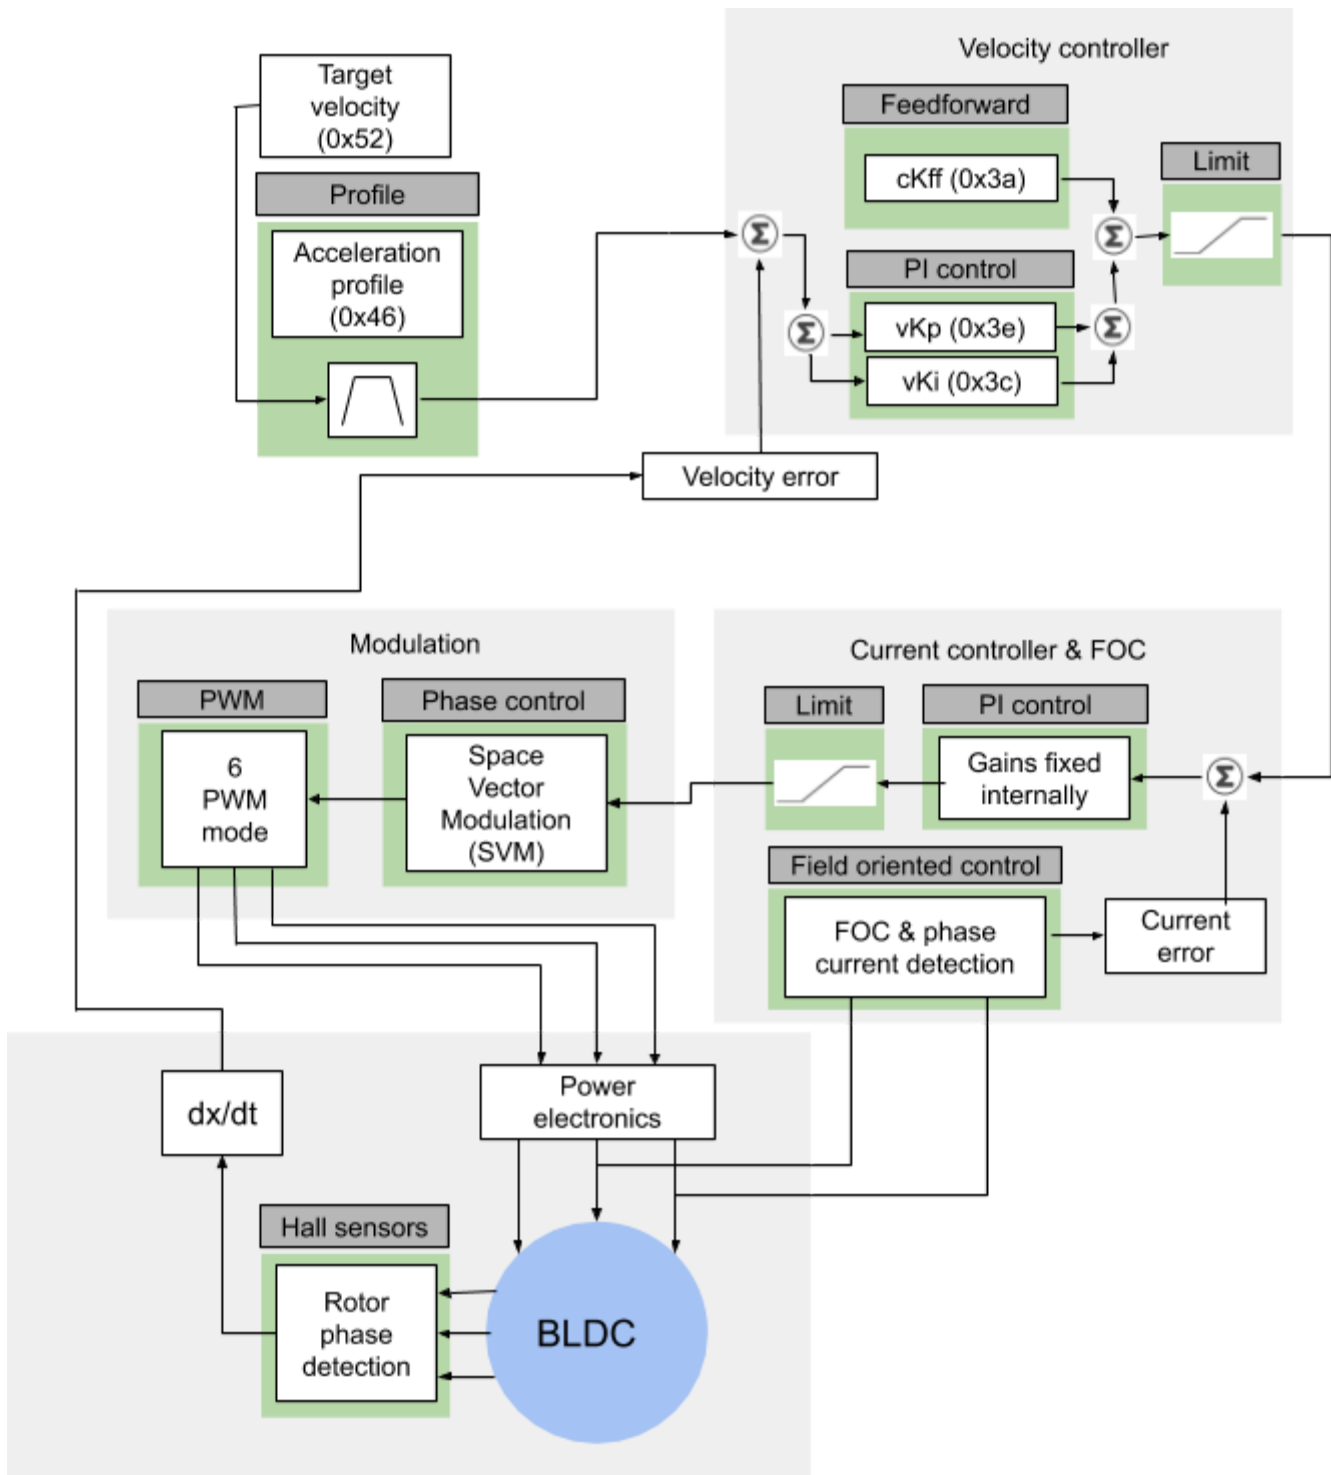 Velocity controller
Target
velocity
(0x52)
Feedforward
cKff (0x3a)
Limit
Profile
Acceleration
profile
(0x46)
Σ
Σ
PI control
Σ
vKp (0x3e)
Σ
vKi (0x3c)
Velocity error
Modulation
PWM
6
PWM
mode
Phase control
Space
Vector
Modulation
(SVM)
Current controller & FOC
Limit
PI control
Gains fixed
internally
Σ
Field oriented control
FOC & phase
current detection
Current
error
dx/dt
Power
electronics
Hall sensors
Rotor
phase
detection
BLDC